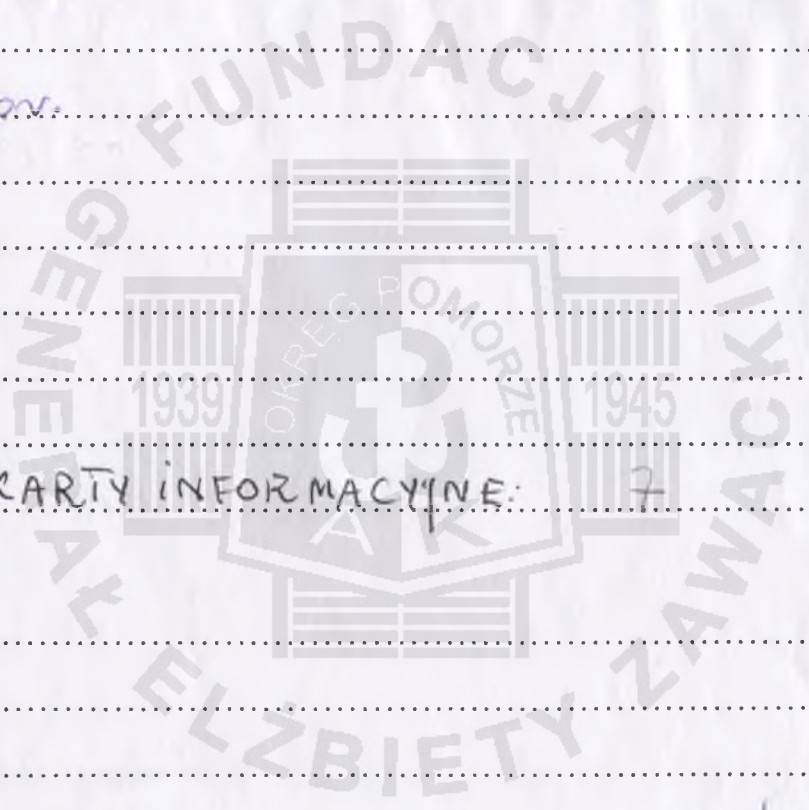 FUNDACJA GENERAŁ ELŻBIETY ZAWACKIEJ
OKRĘG POMORZE
1939 1945
KARTY INFORMACYJNE: 7
AK